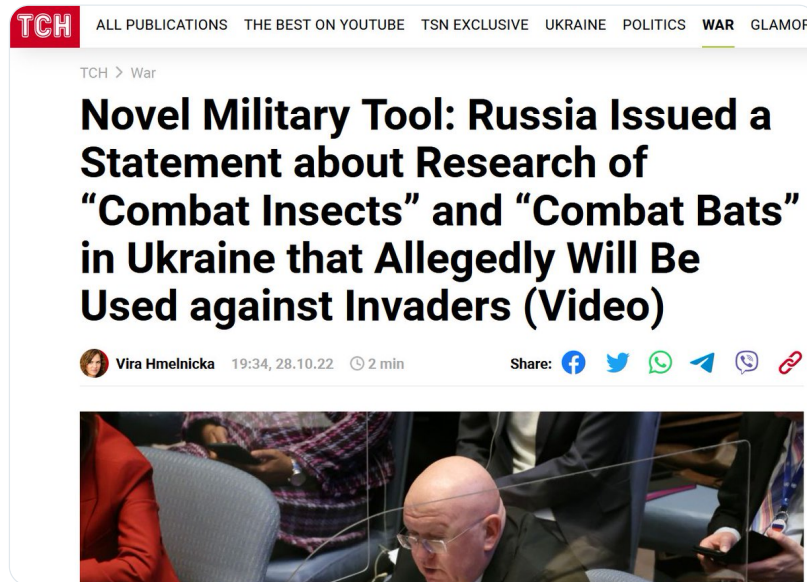 TCH ALL PUBLICATIONS THE BEST ON YOUTUBE TSN EXCLUSIVE UKRAINE POLITICS WAR GLAMOR
TCH > War
Novel Military Tool: Russia Issued a
Statement about Research of
“Combat Insects” and “Combat Bats”
in Ukraine that Allegedly Will Be
Used against Invaders (Video)
Vira Hmelnicka 19:34, 28.10.22 2 min Share: